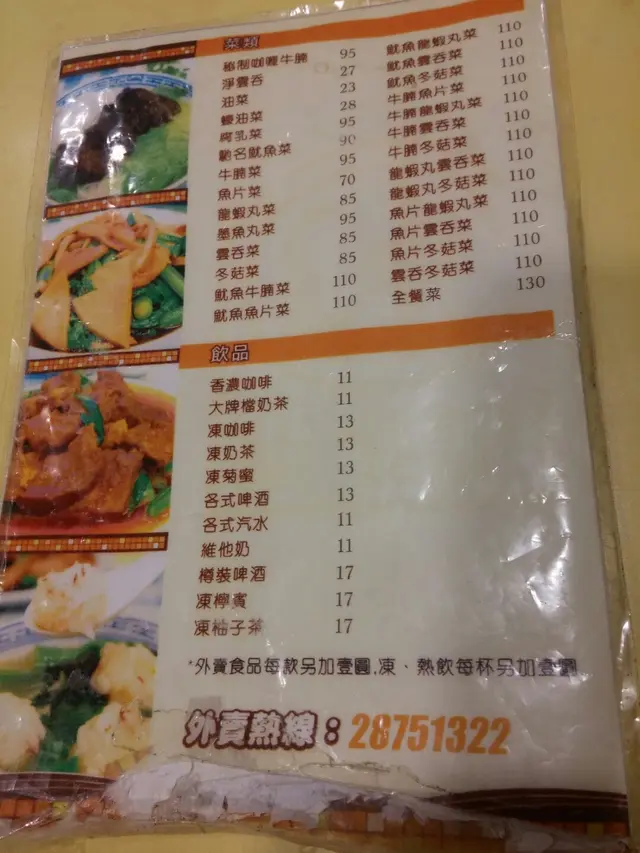 菜類
秘制咖喱牛腩 95
淨雲吞 27
油菜 23
蠔油菜 28
腐乳菜 95
馳名魷魚菜 90
牛腩菜 95
魚片菜 70
龍蝦丸菜 85
墨魚丸菜 95
雲吞菜 85
冬菇菜 85
魷魚牛腩菜 110
魷魚魚片菜 110
魷魚龍蝦丸菜 110
魷魚雲吞菜 110
魷魚冬菇菜 110
牛腩魚片菜 110
牛腩龍蝦丸菜 110
牛腩雲吞菜 110
牛腩冬菇菜 110
龍蝦丸雲吞菜 110
龍蝦丸冬菇菜 110
魚片龍蝦丸菜 110
魚片雲吞菜 110
魚片冬菇菜 110
雲吞冬菇菜 110
全餐菜 130
飲品
香濃咖啡 11
大牌檔奶茶 11
凍咖啡 13
凍奶茶 13
凍菊蜜 13
各式啤酒 13
各式汽水 11
維他奶 11
樽裝啤酒 17
凍檸賓 17
凍柚子茶 17
*外賣食品每款另加壹圓,凍、熱飲每杯另加壹圓
外賣熱線:28751322